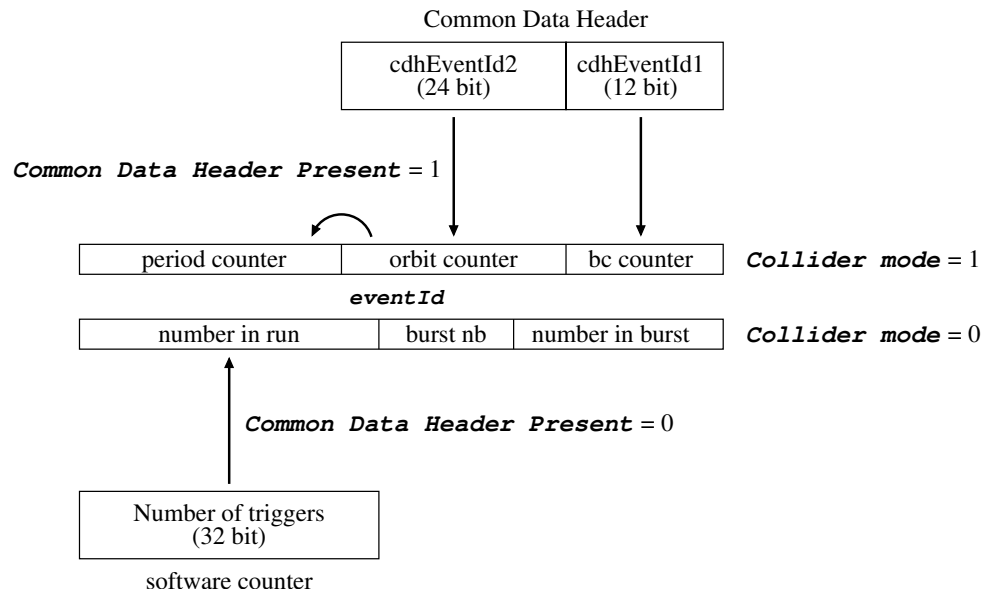 Common Data Header
cdhEventId2
(24 bit)
cdhEventId1
(12 bit)
Common Data Header Present = 1
period counter
orbit counter
bc counter
Collider mode = 1
eventId
number in run
burst nb
number in burst
Collider mode = 0
Common Data Header Present = 0
Number of triggers
(32 bit)
software counter